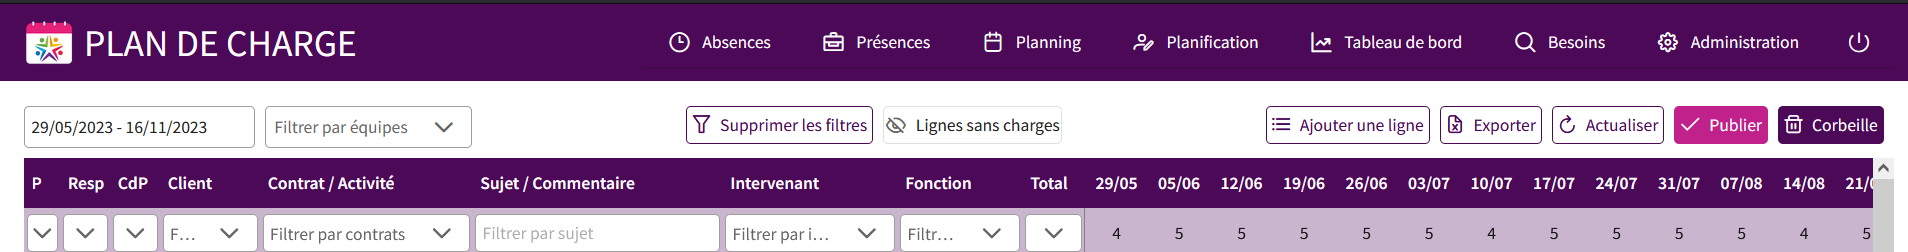 PLAN DE CHARGE
Absences Présences Planning Planification Tableau de bord Besoins Administration
29/05/2023 - 16/11/2023 Filtrer par équipes Supprimer les filtres Lignes sans charges Ajouter une ligne Exporter Actualiser Publier Corbeille
P Resp CdP Client Contrat / Activité Sujet / Commentaire Intervenant Fonction Total 29/05 05/06 12/06 19/06 26/06 03/07 10/07 17/07 24/07 31/07 07/08 14/08 21/
F... Filtrer par contrats Filtrer par sujet Filtrer par i... Filtr... 4 5 5 5 5 5 4 5 5 5 5 4 5